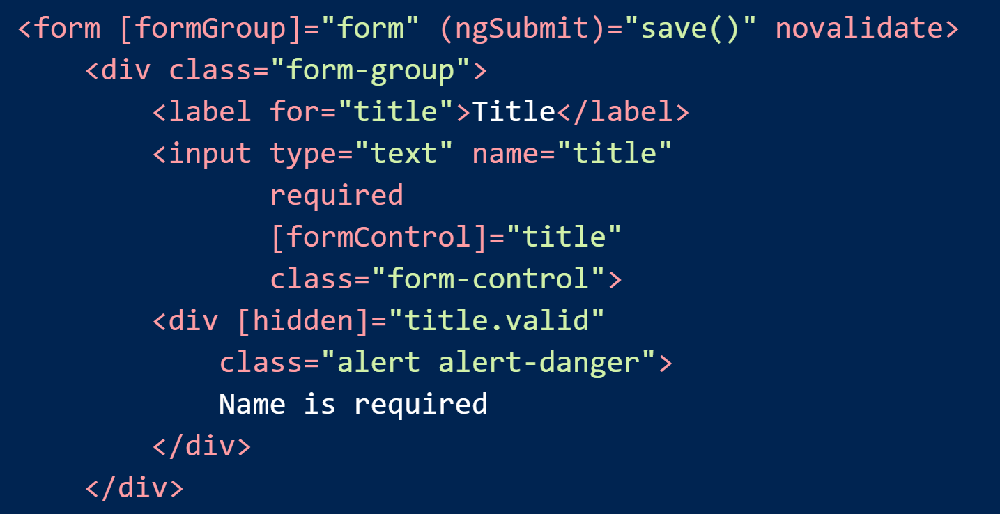 <form [formGroup]="form" (ngSubmit)="save()" novalidate>
    <div class="form-group">
        <label for="title">Title</label>
        <input type="text" name="title"
               required
               [formControl]="title"
               class="form-control">
        <div [hidden]="title.valid"
            class="alert alert-danger">
            Name is required
        </div>
    </div>